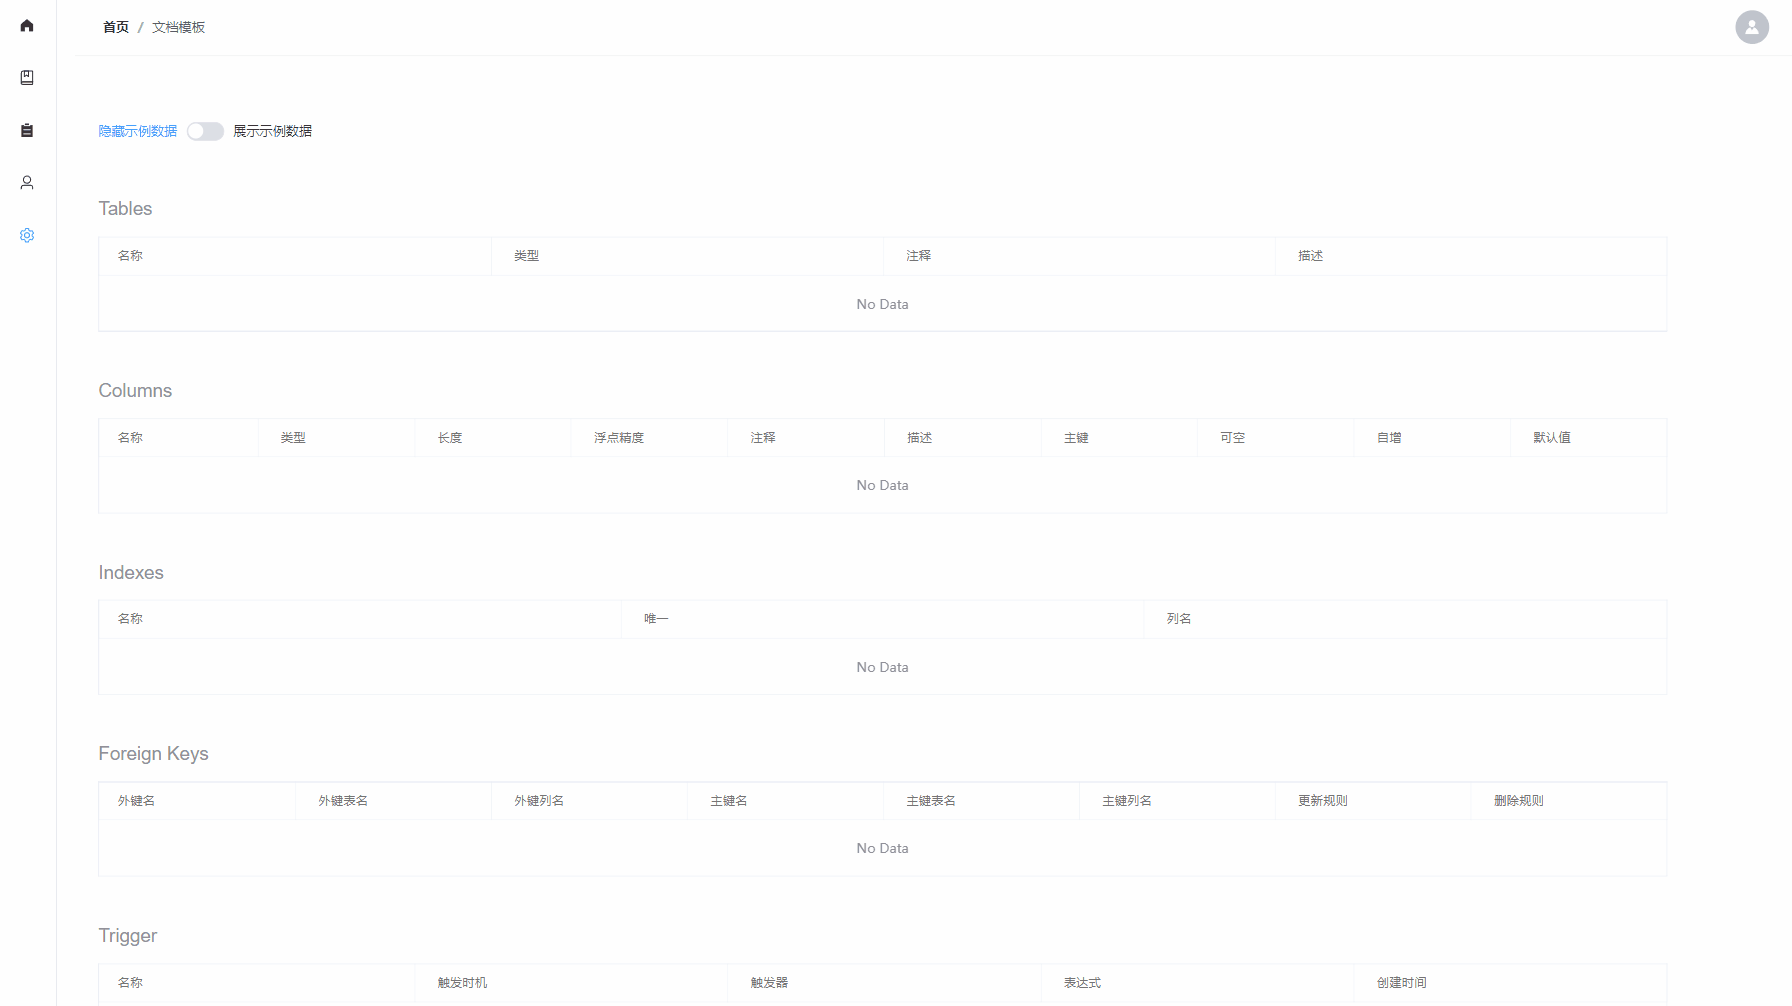 首页 / 文档模板
隐藏示例数据 展示示例数据
Tables
名称 类型 注释 描述
No Data
Columns
名称 类型 长度 浮点精度 注释 描述 主键 可空 自增 默认值
No Data
Indexes
名称 唯一 列名
No Data
Foreign Keys
外键名 外键表名 外键列名 主键名 主键表名 主键列名 更新规则 删除规则
No Data
Trigger
名称 触发时机 触发器 表达式 创建时间